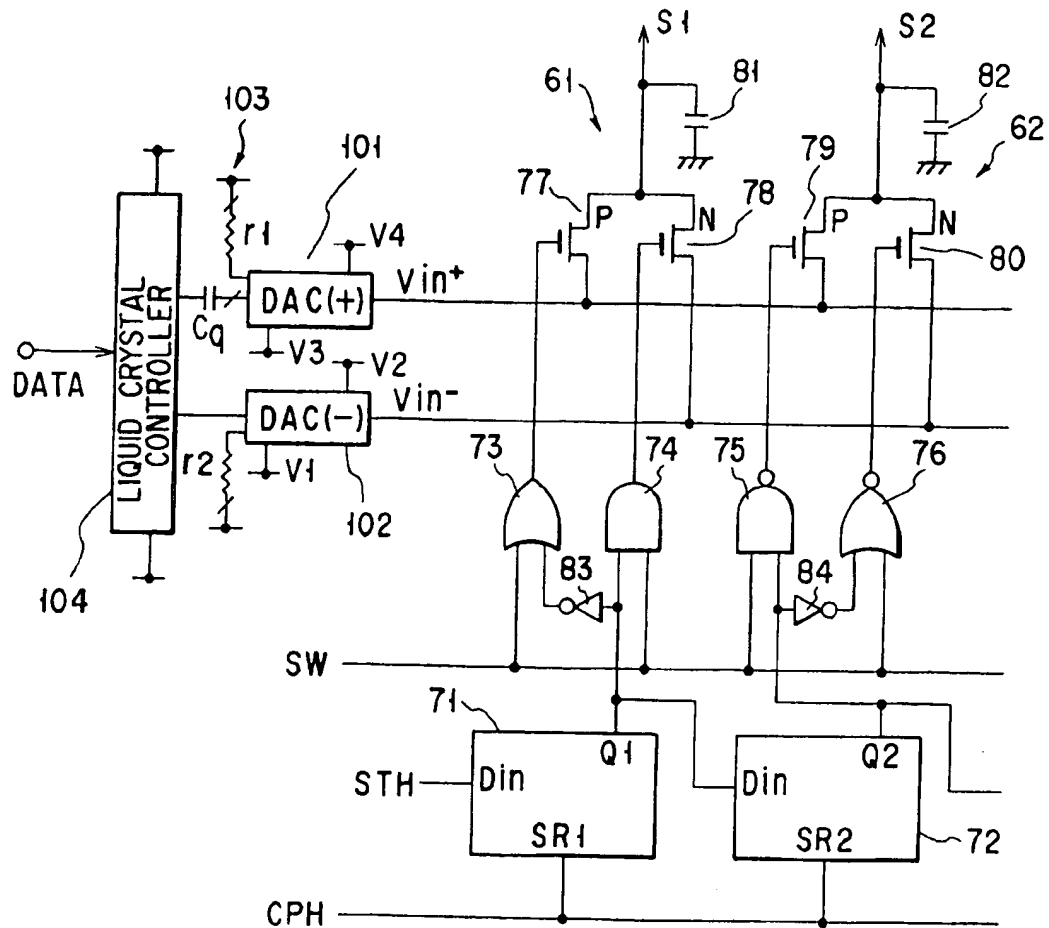 S1
S2
81
82
61
62
103
101
77
P
N
78
79
P
N
80
r1
V4
DAC(+)
Vin+
Cq
V3
V2
DATA
LIQUID CRYSTAL
CONTROLLER
DAC(-)
Vin-
r2
V1
73
74
75
76
102
104
83
84
SW
71
Q1
Q2
STH
Din
Din
SR1
SR2
72
CPH